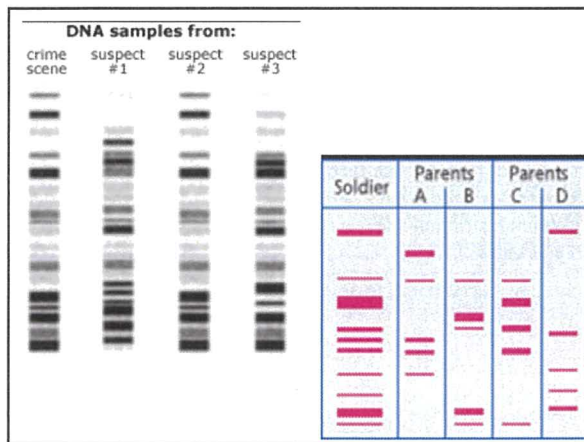 DNA samples from:
crime scene
suspect #1
suspect #2
suspect #3
Soldier
Parents
A
B
Parents
C
D